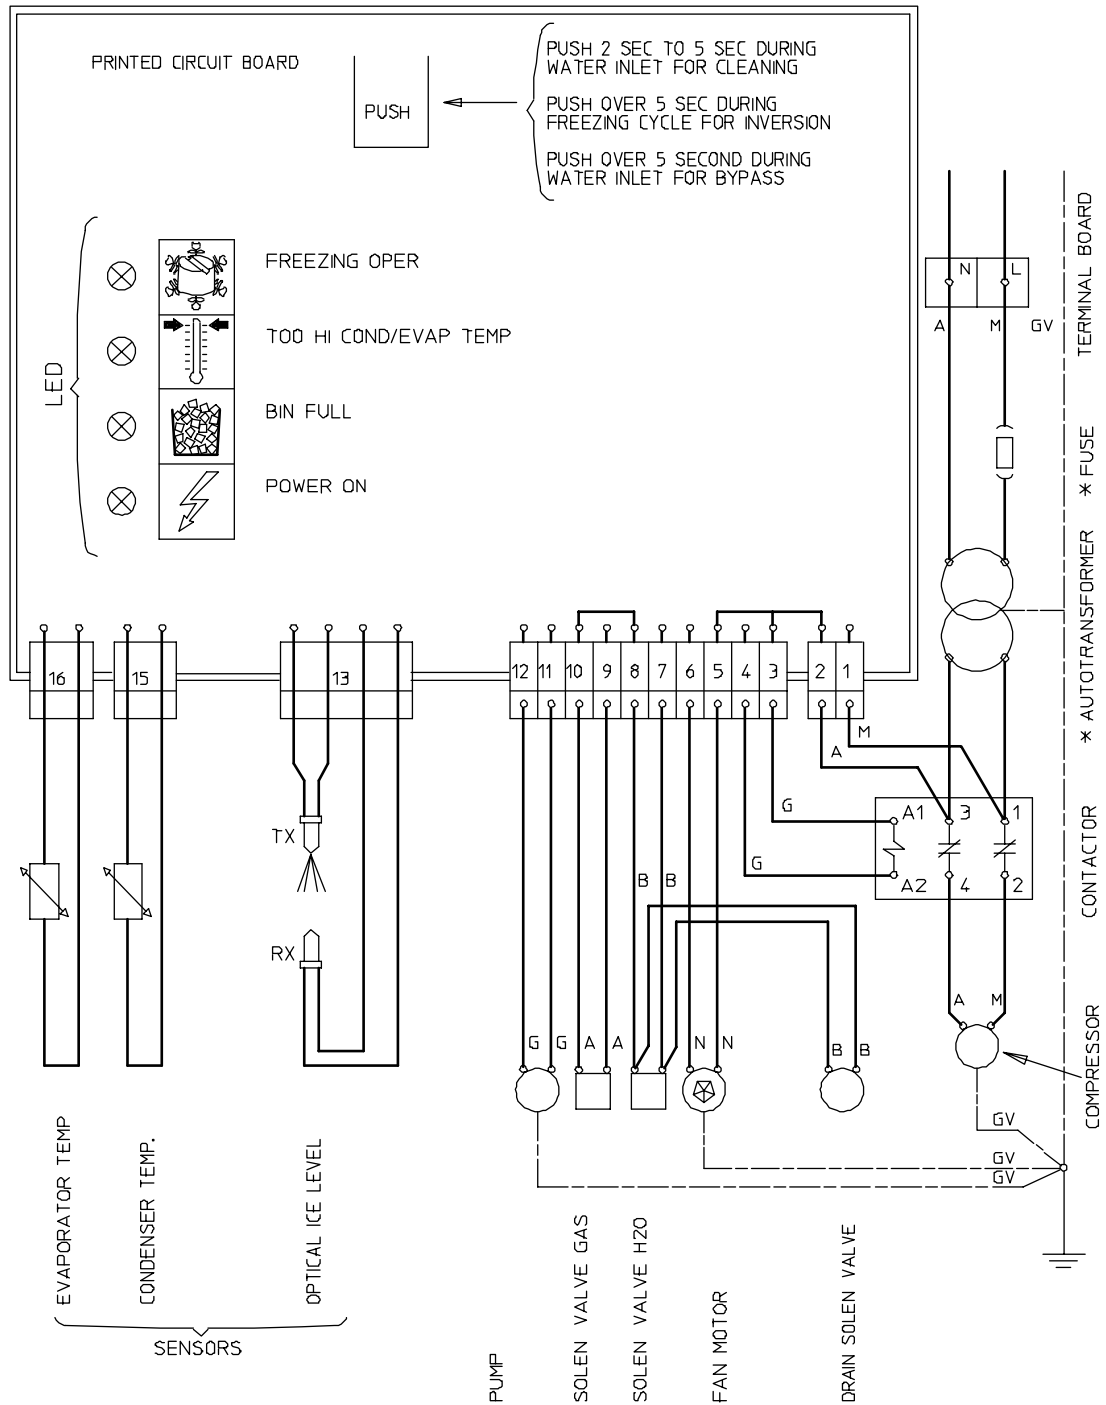 PRINTED CIRCUIT BOARD
PUSH
PUSH 2 SEC TO 5 SEC DURING
WATER INLET FOR CLEANING
PUSH OVER 5 SEC DURING
FREEZING CYCLE FOR INVERSION
PUSH OVER 5 SECOND DURING
WATER INLET FOR BYPASS
LED
FREEZING OPER
TOO HI COND/EVAP TEMP
BIN FULL
POWER ON
N L
A M GV
TERMINAL BOARD
* FUSE
* AUTOTRANSFORMER
CONTACTOR
COMPRESSOR
16 15 13 12 11 10 9 8 7 6 5 4 3 2 1
M
A
G
A1 3 1
G
A2 4 2
TX
B B
RX
A M
G G A A N N B B
GV
GV
GV
EVAPORATOR TEMP
CONDENSER TEMP.
OPTICAL ICE LEVEL
SENSORS
PUMP
SOLEN VALVE GAS
SOLEN VALVE H2O
FAN MOTOR
DRAIN SOLEN VALVE